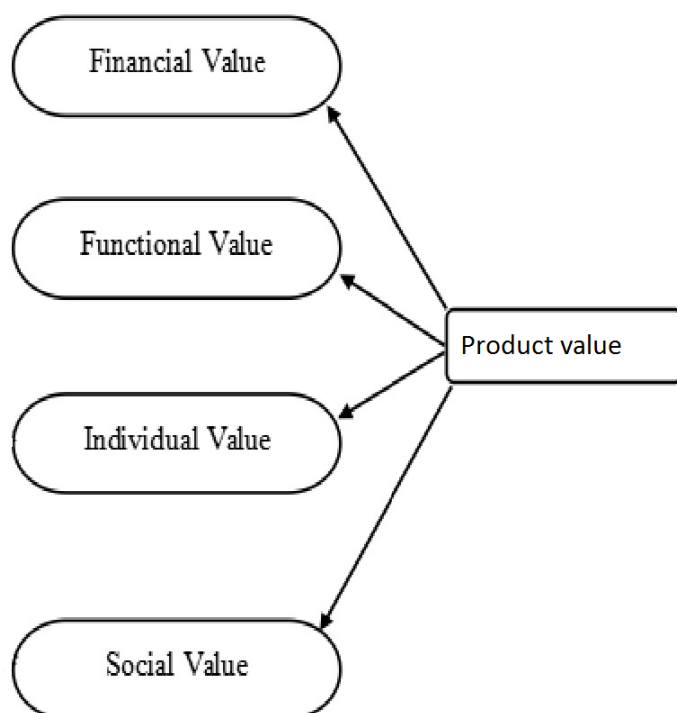 Financial Value
Functional Value
Product value
Individual Value
Social Value